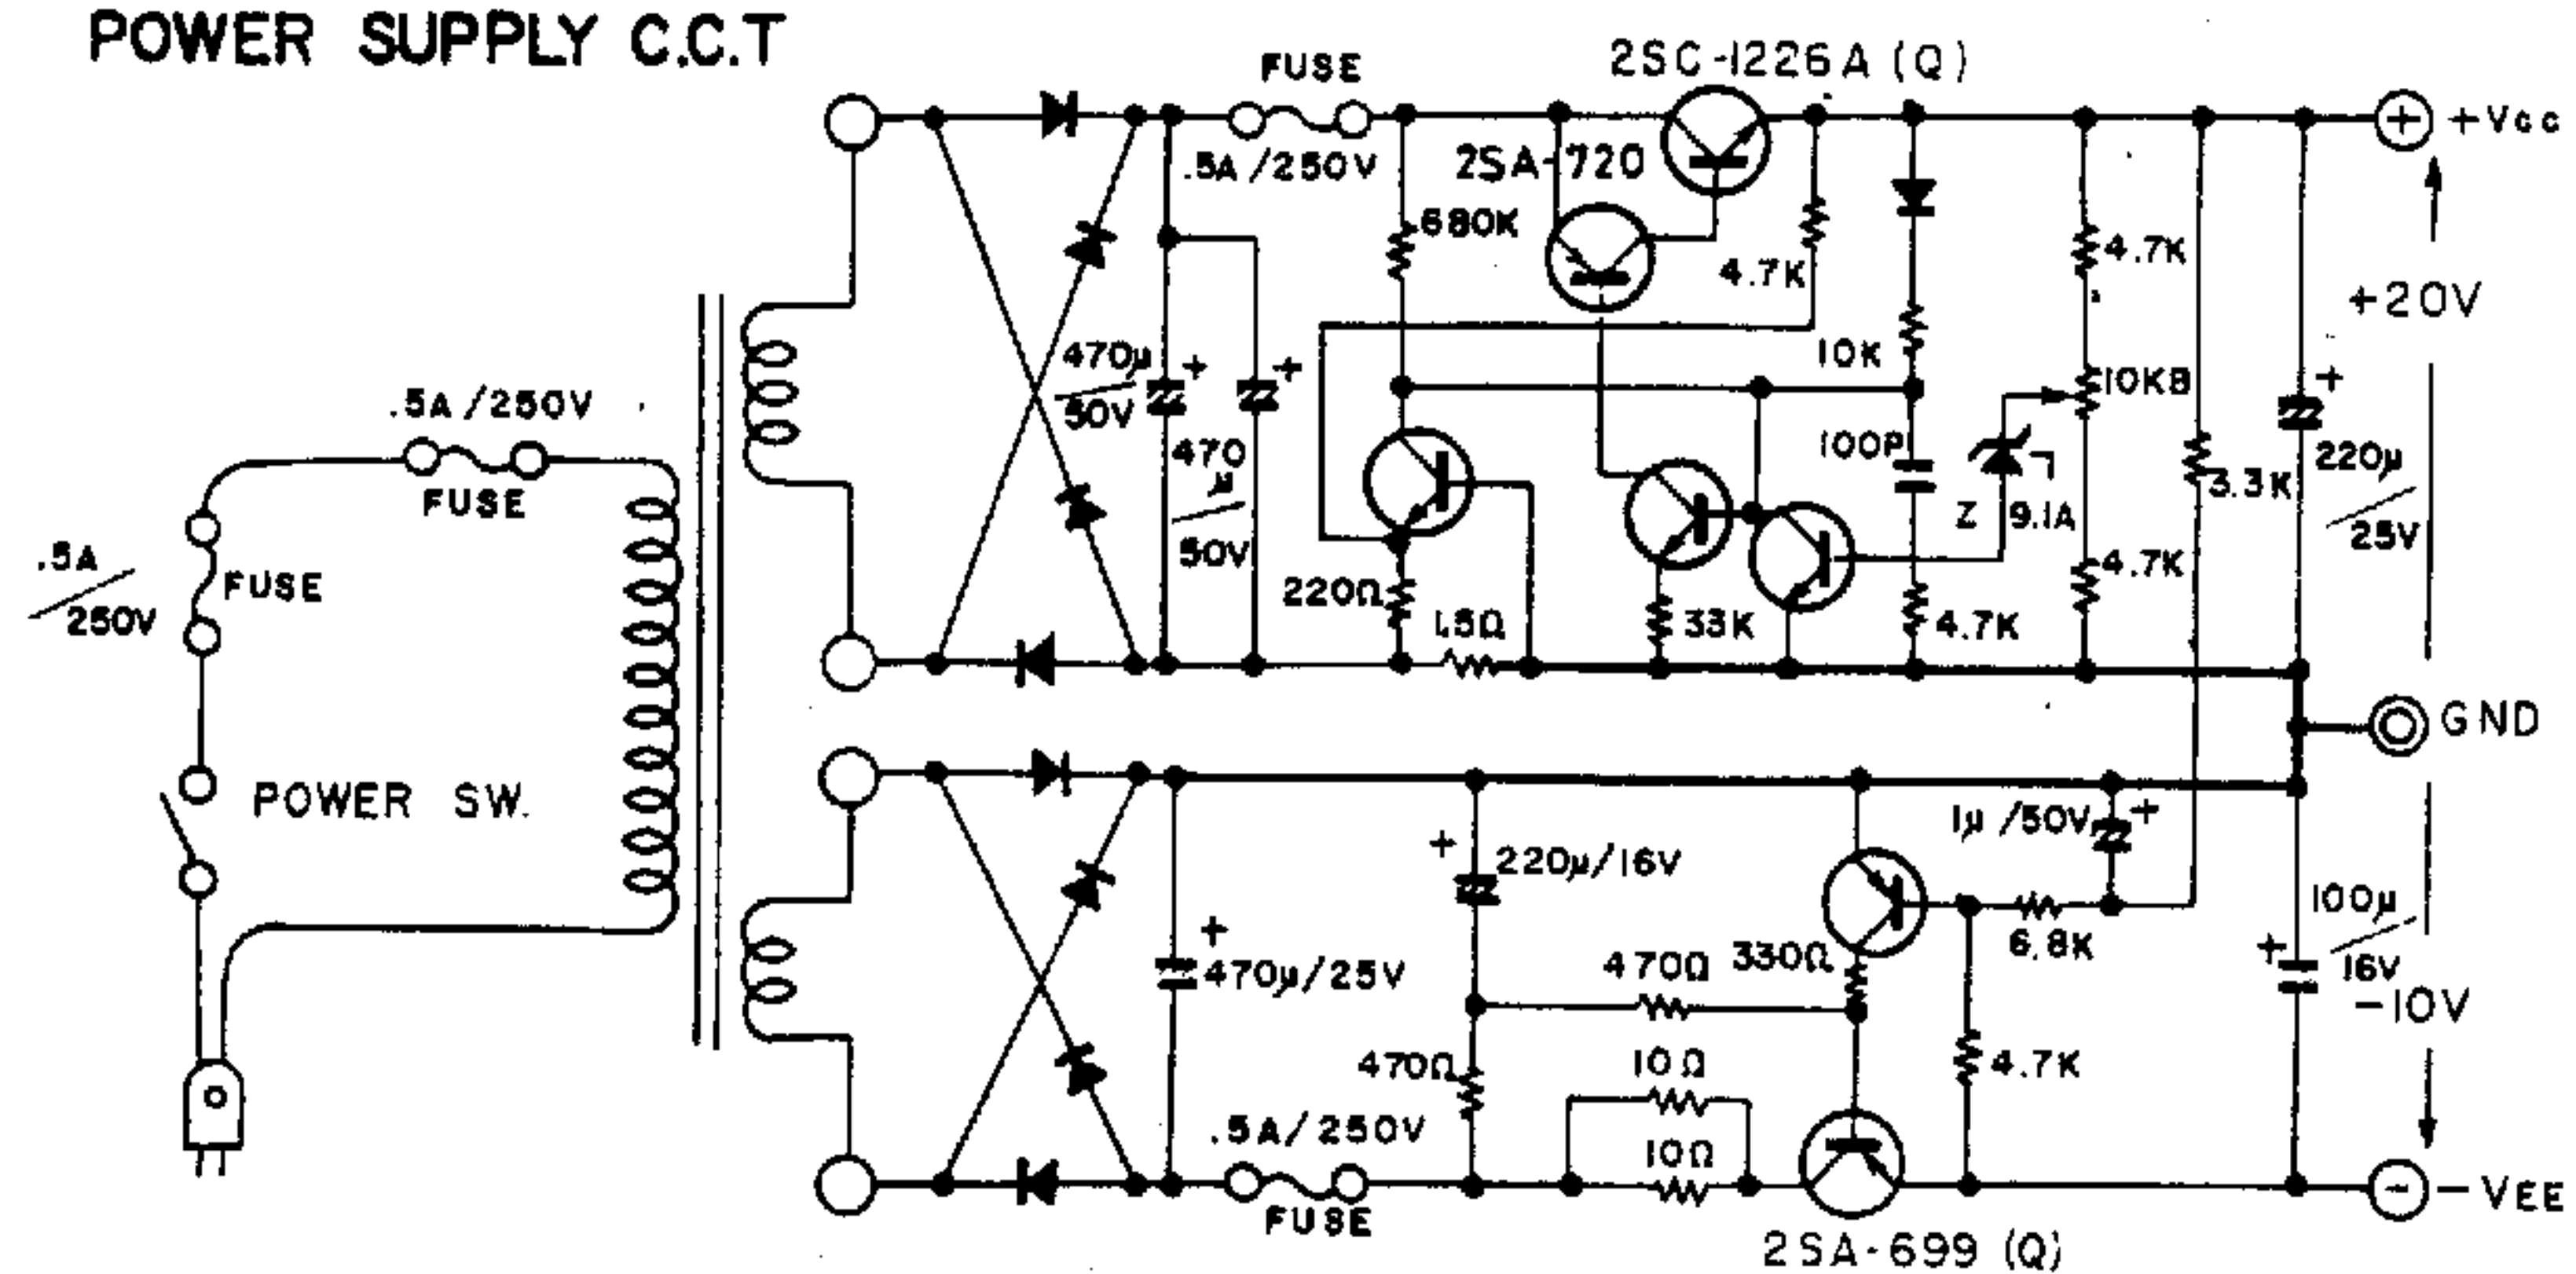 POWER SUPPLY C.C.T
FUSE
.5A/250V
2SC-1226A (Q)
2SA-720
+Vcc
680K
4.7K
4.7K
+20V
10K
10KB
470µ
50V
+
+
470
µ
50V
100P
Z 9.1A
3.3K
+
220µ
25V
.5A/250V
FUSE
.5A
250V
FUSE
220Ω
1.5Ω
33K
4.7K
4.7K
GND
POWER SW.
+
220µ/16V
1µ/50V
+
+
470µ/25V
470Ω
330Ω
6.8K
100µ
+
16V
-10V
470Ω
10Ω
4.7K
.5A/250V
10Ω
FUSE
2SA-699 (Q)
-VEE